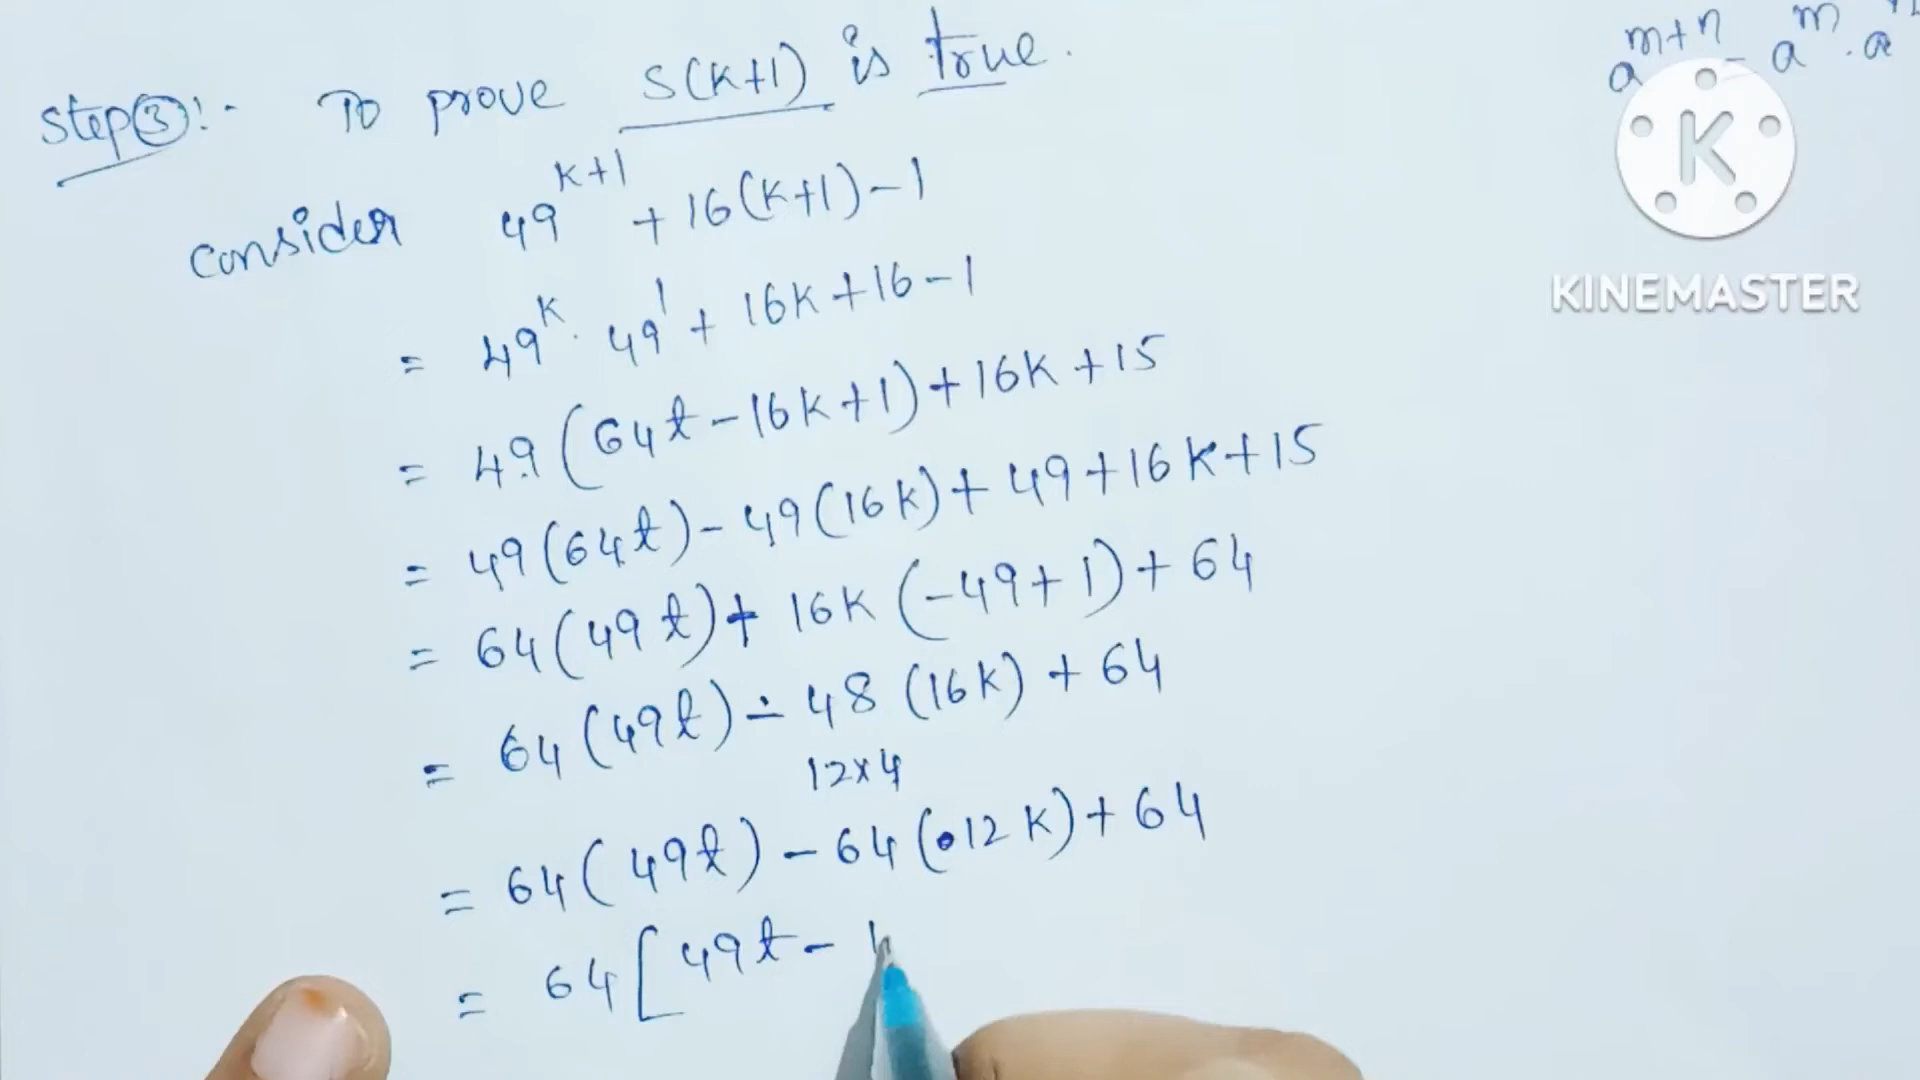 Step③:- To prove S(k+1) is true.
a^{m+n} = a^m . a^n
K
KINEMASTER
consider 49^{k+1} + 16(k+1) - 1
= 49^k . 49^1 + 16k + 16 - 1
= 49 (64t - 16k + 1) + 16k + 15
= 49(64t) - 49(16k) + 49 + 16k + 15
= 64(49t) + 16k (-49 + 1) + 64
= 64(49t) - 48 (16k) + 64
12x4
= 64(49t) - 64(12k) + 64
= 64 [49t -